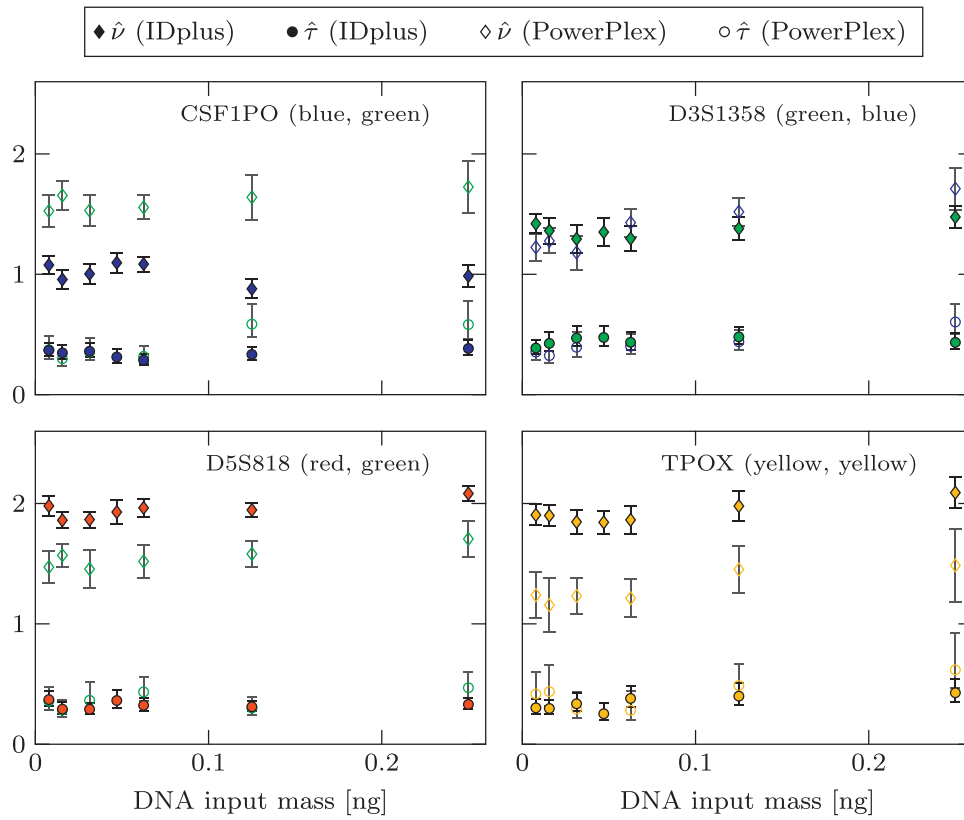 ν̂ (IDplus) τ̂ (IDplus) ν̂ (PowerPlex) τ̂ (PowerPlex)
CSF1PO (blue, green)
D3S1358 (green, blue)
2
1
0
D5S818 (red, green)
TPOX (yellow, yellow)
2
1
0
0 0.1 0.2 0 0.1 0.2
DNA input mass [ng] DNA input mass [ng]